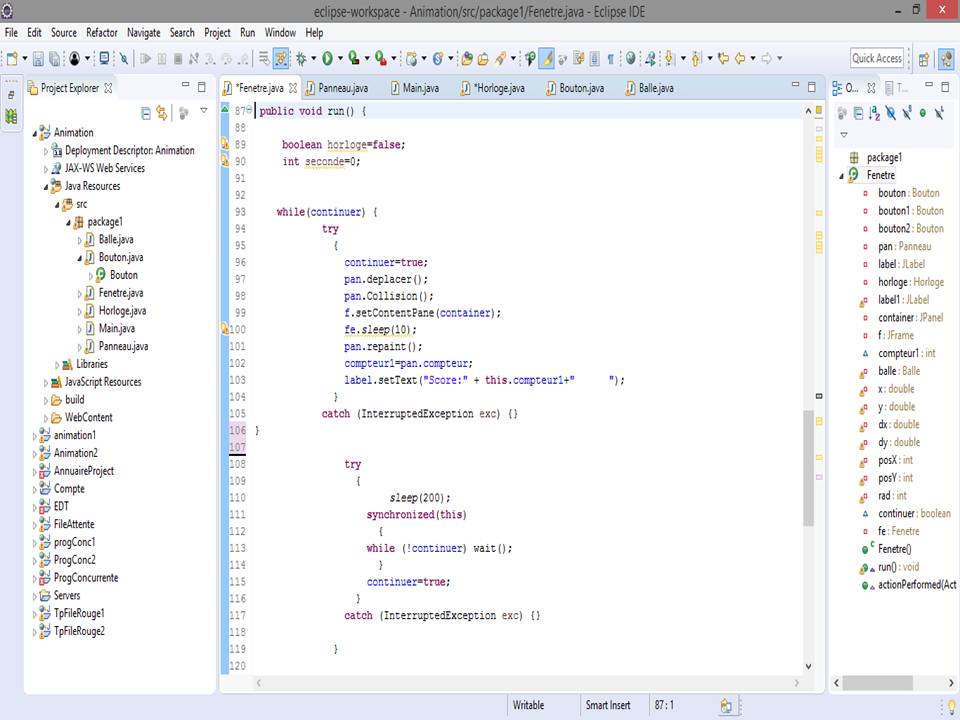 eclipse-workspace - Animation/src/package1/Fenetre.java - Eclipse IDE
File Edit Source Refactor Navigate Search Project Run Window Help
Quick Access
Project Explorer
*Fenetre.java Panneau.java Main.java *Horloge.java Bouton.java Balle.java
O... T...
Animation
Deployment Descriptor: Animation
JAX-WS Web Services
Java Resources
src
package1
Balle.java
Bouton.java
Bouton
Fenetre.java
Horloge.java
Main.java
Panneau.java
Libraries
JavaScript Resources
build
WebContent
animation1
Animation2
AnnuaireProject
Compte
EDT
FileAttente
progConc1
ProgConc2
ProgConcurrente
Servers
TpFileRouge1
TpFileRouge2
87 public void run() {
88
89 boolean horloge=false;
90 int seconde=0;
91
92
93 while(continuer) {
94 try
95 {
96 continuer=true;
97 pan.deplacer();
98 pan.Collision();
99 f.setContentPane(container);
100 fe.sleep(10);
101 pan.repaint();
102 compteur1=pan.compteur;
103 label.setText("Score:" + this.compteur1+" ");
104 }
105 catch (InterruptedException exc) {}
106 }
107
108 try
109 {
110 sleep(200);
111 synchronized(this)
112 {
113 while (!continuer) wait();
114 }
115 continuer=true;
116 }
117 catch (InterruptedException exc) {}
118
119 }
120
package1
Fenetre
bouton : Bouton
bouton1 : Bouton
bouton2 : Bouton
pan : Panneau
label : JLabel
horloge : Horloge
label1 : JLabel
container : JPanel
f : JFrame
compteur1 : int
balle : Balle
x : double
y : double
dx : double
dy : double
posX : int
posY : int
rad : int
continuer : boolean
fe : Fenetre
Fenetre()
run() : void
actionPerformed(Act
Writable Smart Insert 87 : 1